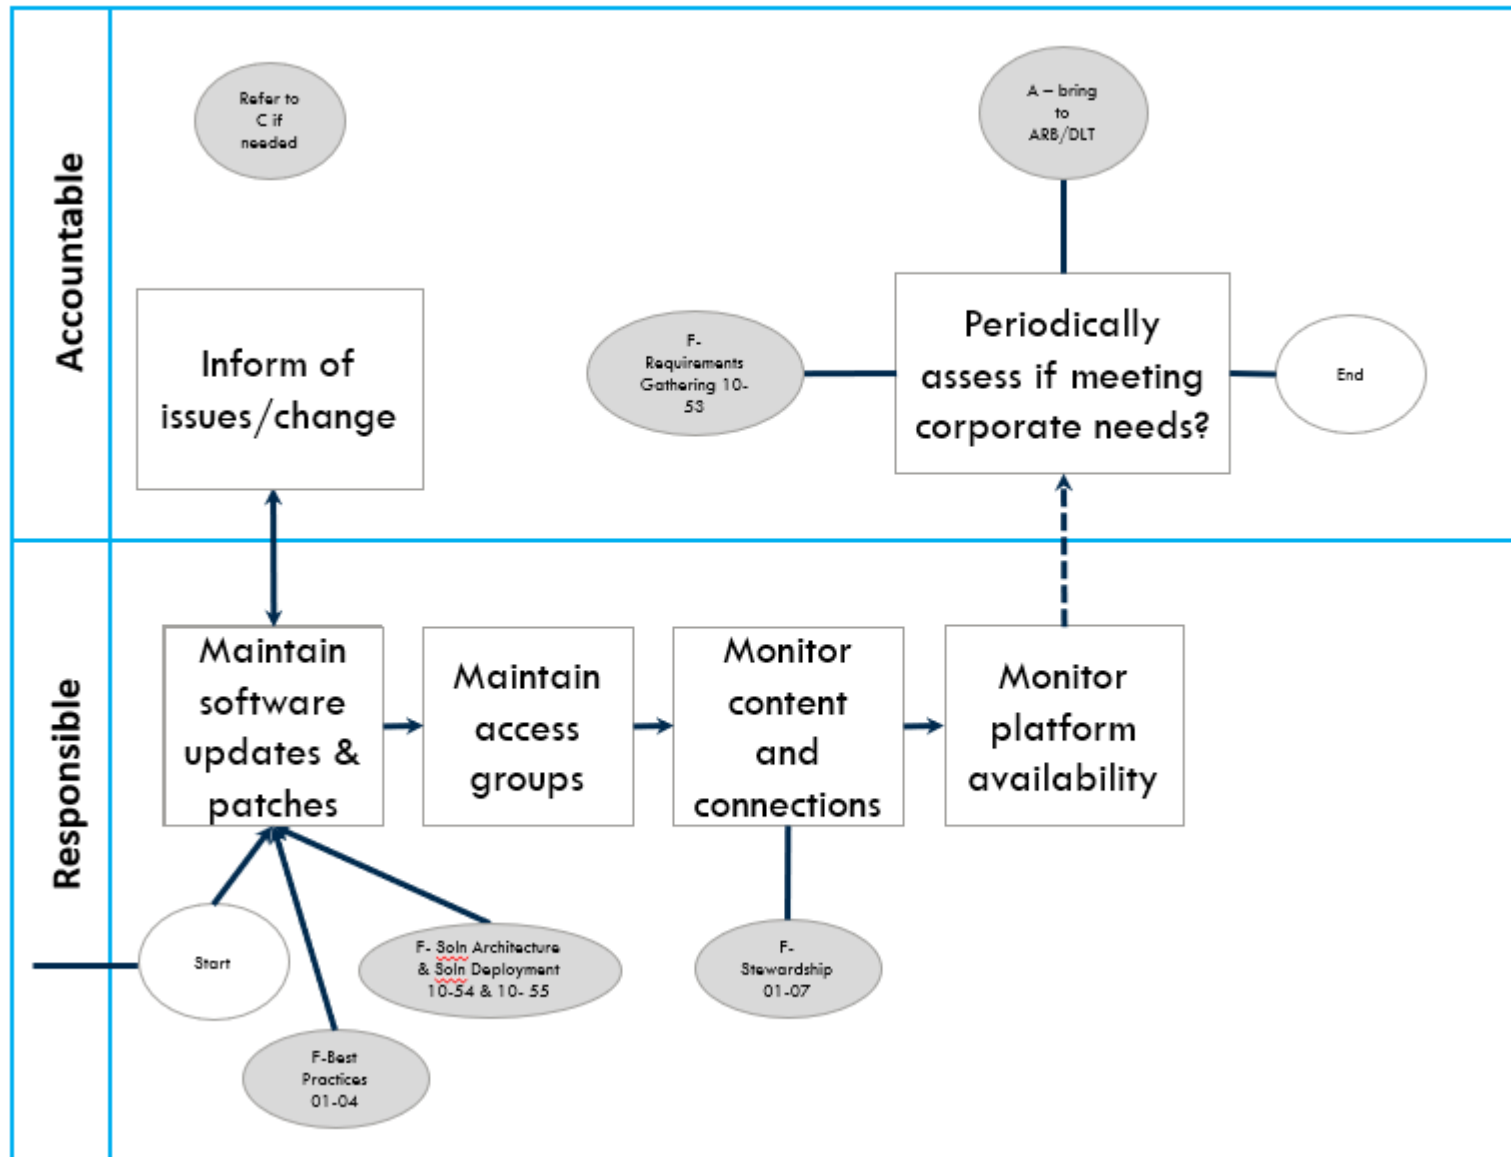 Accountable
Refer to
C if
needed
A – bring
to
ARB/DLT
Inform of
issues/change
F-
Requirements
Gathering 10-
53
Periodically
assess if meeting
corporate needs?
End
Responsible
Maintain
software
updates &
patches
Maintain
access
groups
Monitor
content
and
connections
Monitor
platform
availability
Start
F- Soln Architecture
& Soln Deployment
10-54 & 10- 55
F-
Stewardship
01-07
F-Best
Practices
01-04